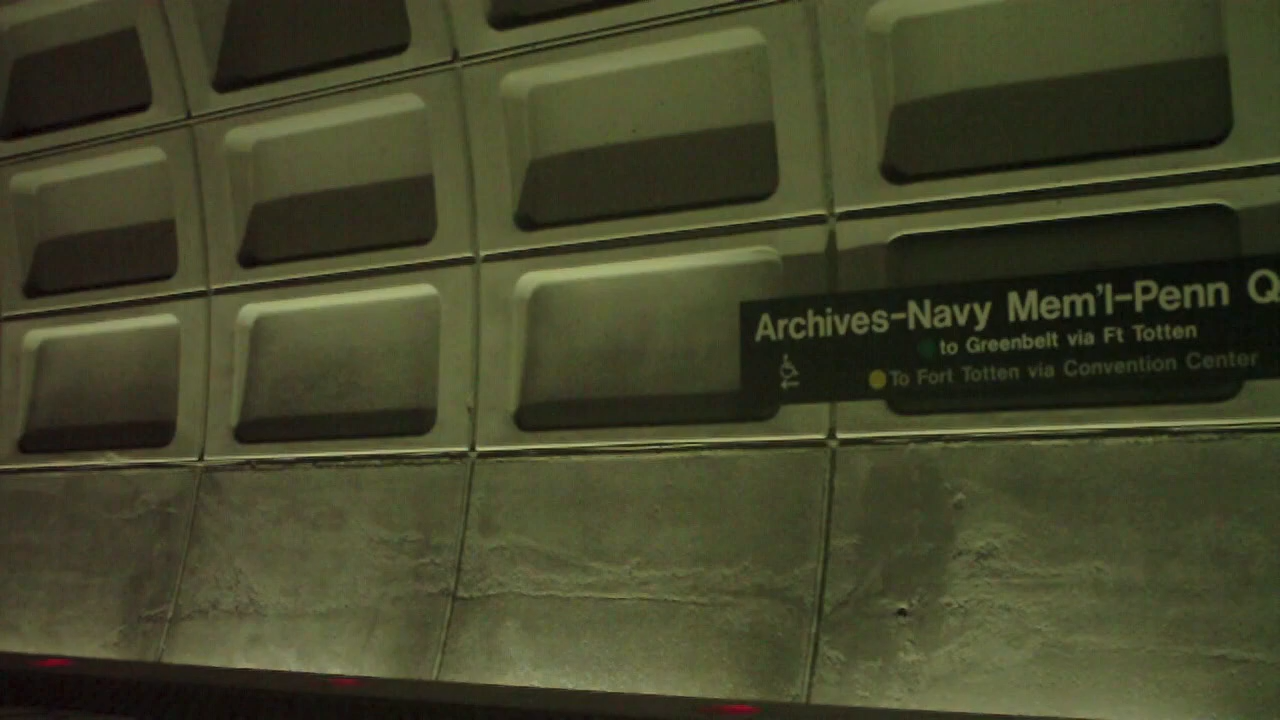 Archives-Navy Mem'l-Penn Q
to Greenbelt via Ft Totten
To Fort Totten via Convention Center